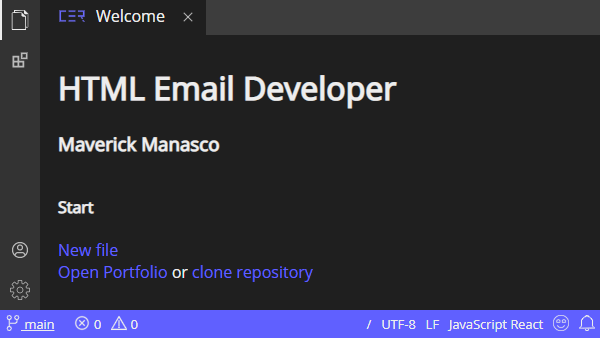 Welcome
HTML Email Developer
Maverick Manasco
Start
New file
Open Portfolio or clone repository
main 0 0 / UTF-8 LF JavaScript React